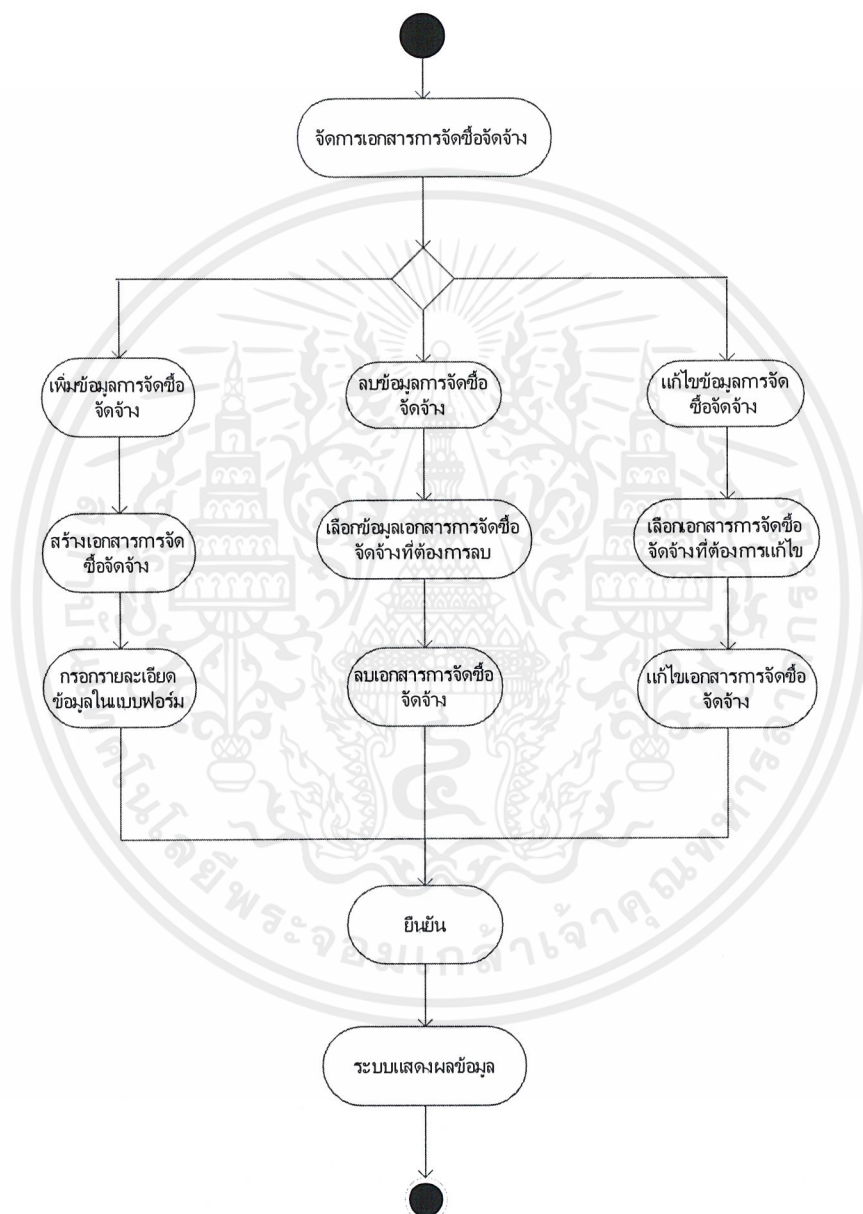 จัดการเอกสารการจัดซื้อจัดจ้าง
เพิ่มข้อมูลการจัดซื้อ
จัดจ้าง
ลบข้อมูลการจัดซื้อ
จัดจ้าง
แก้ไขข้อมูลการจัด
ซื้อจัดจ้าง
สร้างเอกสารการจัด
ซื้อจัดจ้าง
เลือกข้อมูลเอกสารการจัดซื้อ
จัดจ้างที่ต้องการลบ
เลือกเอกสารการจัดซื้อ
จัดจ้างที่ต้องการแก้ไข
กรอกรายละเอียด
ข้อมูลในแบบฟอร์ม
ลบเอกสารการจัดซื้อ
จัดจ้าง
แก้ไขเอกสารการจัดซื้อ
จัดจ้าง
ยืนยัน
ระบบแสดงผลข้อมูล